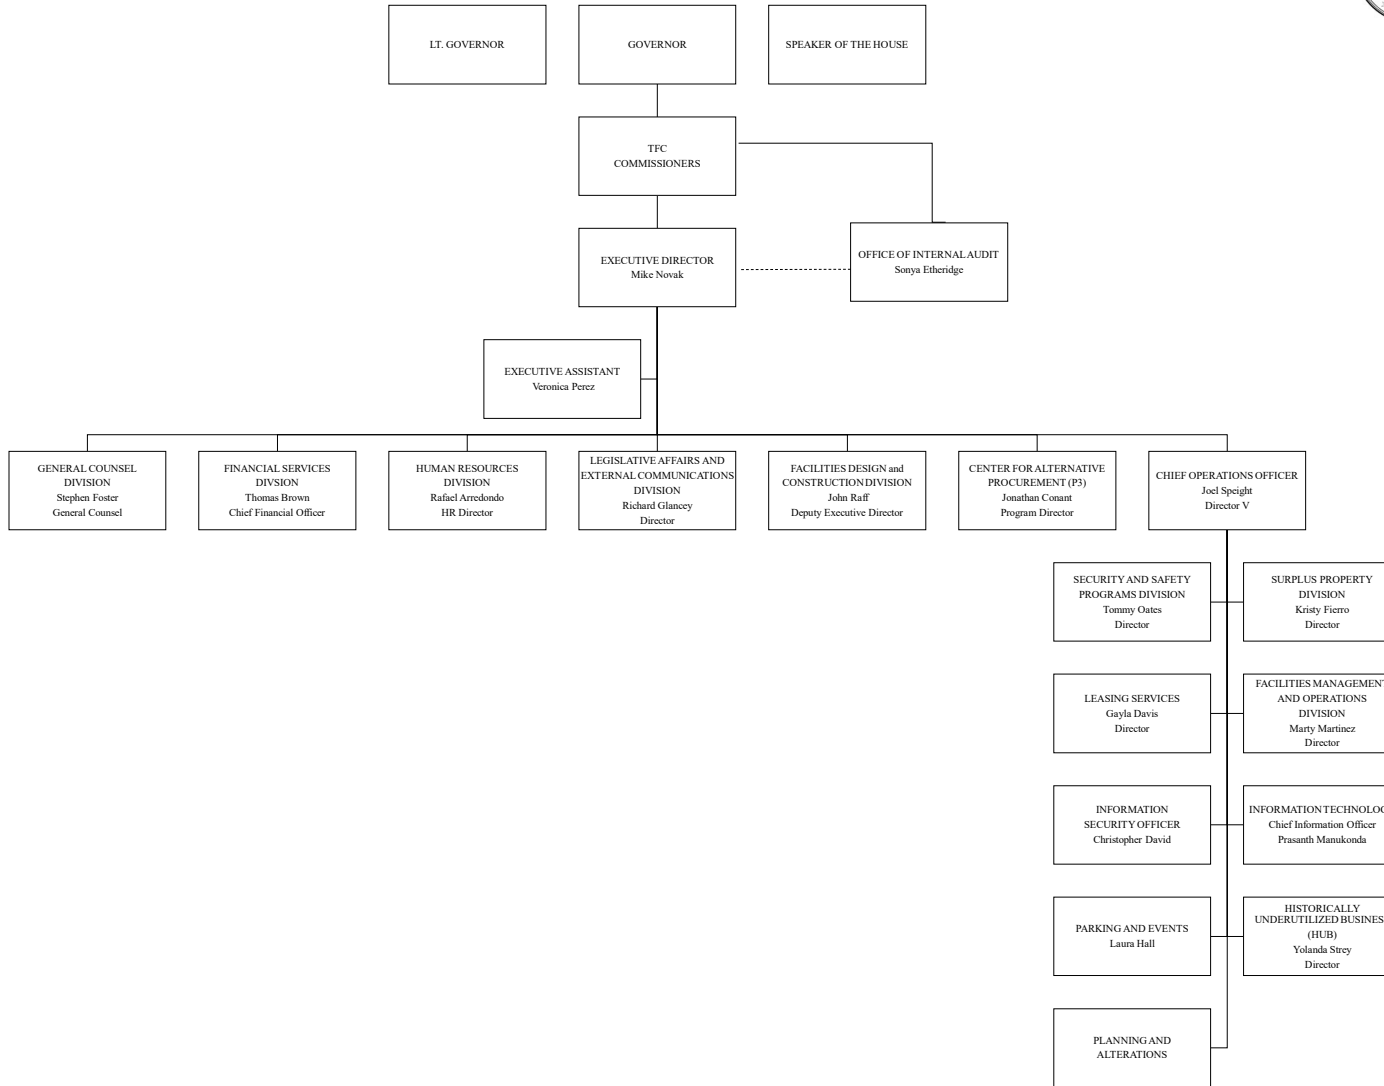 LT. GOVERNOR
GOVERNOR
SPEAKER OF THE HOUSE
TFC
COMMISSIONERS
EXECUTIVE DIRECTOR
Mike Novak
OFFICE OF INTERNAL AUDIT
Sonya Etheridge
EXECUTIVE ASSISTANT
Veronica Perez
GENERAL COUNSEL
DIVISION
Stephen Foster
General Counsel
FINANCIAL SERVICES
DIVSION
Thomas Brown
Chief Financial Officer
HUMAN RESOURCES
DIVISION
Rafael Arredondo
HR Director
LEGISLATIVE AFFAIRS AND
EXTERNAL COMMUNICATIONS
DIVISION
Richard Glancey
Director
FACILITIES DESIGN and
CONSTRUCTION DIVISION
John Raff
Deputy Executive Director
CENTER FOR ALTERNATIVE
PROCUREMENT (P3)
Jonathan Conant
Program Director
CHIEF OPERATIONS OFFICER
Joel Speight
Director V
SECURITY AND SAFETY
PROGRAMS DIVISION
Tommy Oates
Director
SURPLUS PROPERTY
DIVISION
Kristy Fierro
Director
LEASING SERVICES
Gayla Davis
Director
FACILITIES MANAGEMENT
AND OPERATIONS
DIVISION
Marty Martinez
Director
INFORMATION
SECURITY OFFICER
Christopher David
INFORMATION TECHNOLOG
Chief Information Officer
Prasanth Manukonda
PARKING AND EVENTS
Laura Hall
HISTORICALLY
UNDERUTILIZED BUSINES
(HUB)
Yolanda Strey
Director
PLANNING AND
ALTERATIONS